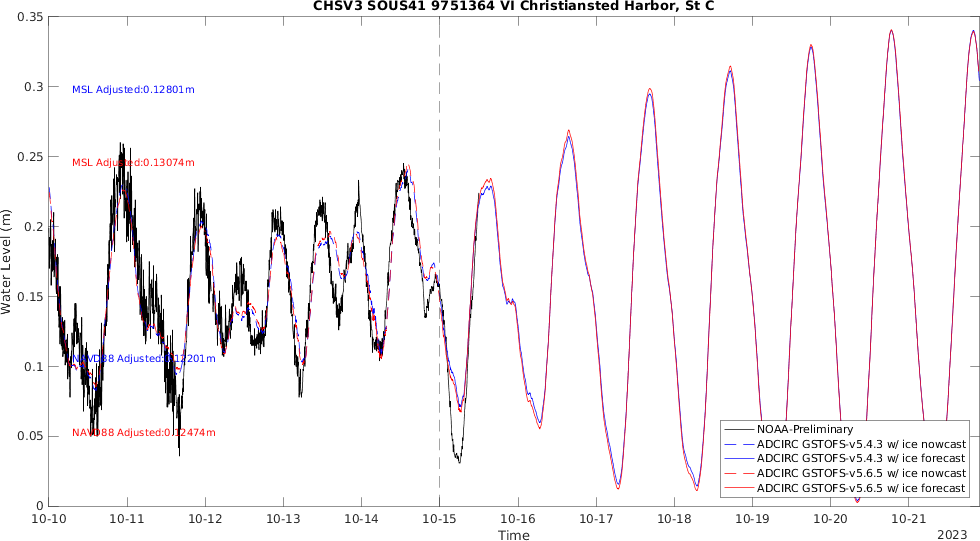 CHSV3 SOUS41 9751364 VI Christiansted Harbor, St C
0.35
0.3
0.25
0.2
0.15
0.1
0.05
0
Water Level (m)
MSL Adjusted:0.12801m
MSL Adjusted:0.13074m
NAVD88 Adjusted:0.12201m
NAVD88 Adjusted:0.12474m
NOAA-Preliminary
ADCIRC GSTOFS-v5.4.3 w/ ice nowcast
ADCIRC GSTOFS-v5.4.3 w/ ice forecast
ADCIRC GSTOFS-v5.6.5 w/ ice nowcast
ADCIRC GSTOFS-v5.6.5 w/ ice forecast
10-10 10-11 10-12 10-13 10-14 10-15 10-16 10-17 10-18 10-19 10-20 10-21
Time
2023